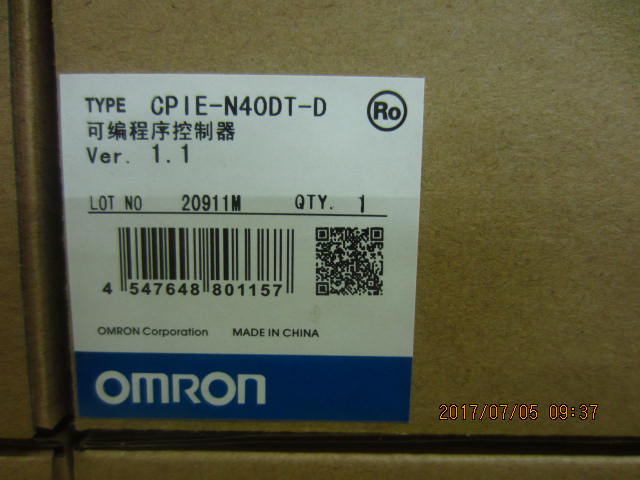 TYPE CP1E-N40DT-D
Ro
可编程序控制器
Ver. 1.1
LOT NO 20911M QTY. 1
4 547648 801157
OMRON Corporation MADE IN CHINA
OMRON
2017/07/05 09:37